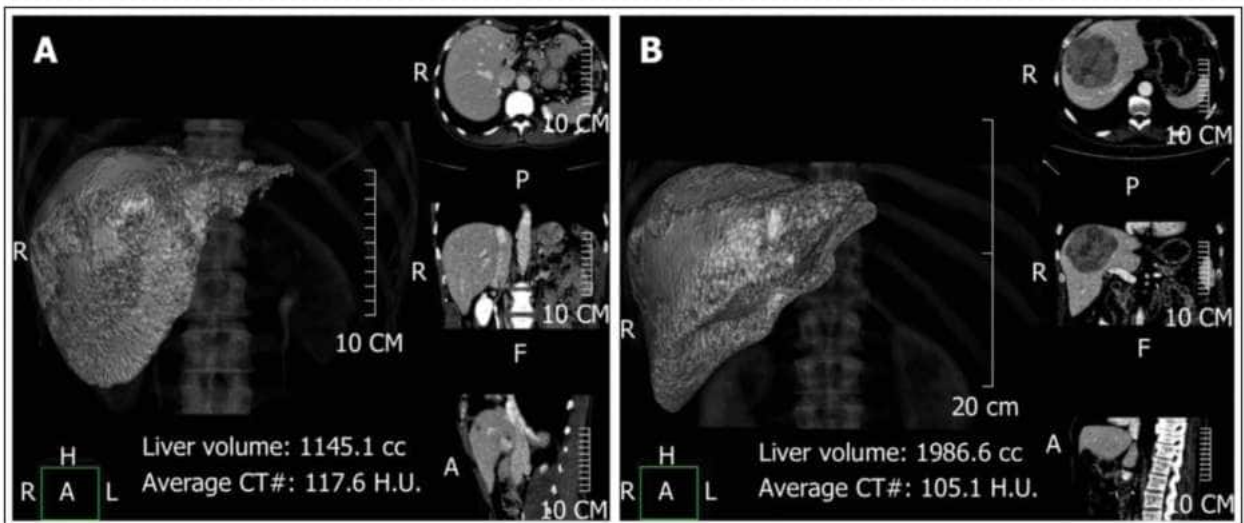 A
R
10 CM
P
R
10 CM
R
10 CM
F
Liver volume: 1145.1 cc
Average CT#: 117.6 H.U.
H
R A L
A
10 CM
B
R
10 CM
P
R
10 CM
R
20 cm
F
Liver volume: 1986.6 cc
Average CT#: 105.1 H.U.
H
R A L
A
10 CM